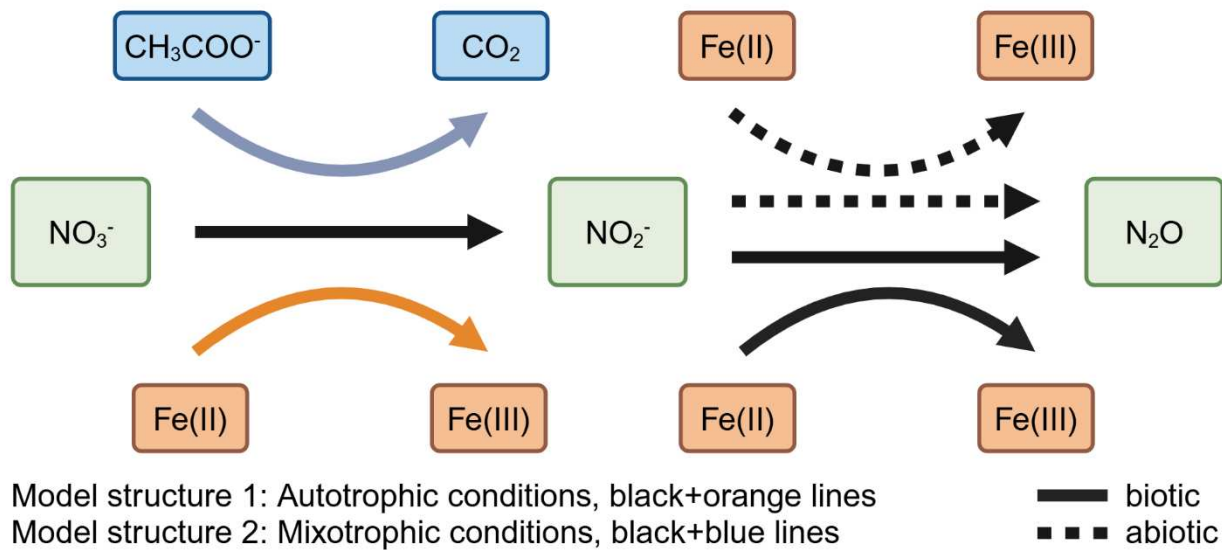 CH₃COO⁻ CO₂ Fe(II) Fe(III)
NO₃⁻ NO₂⁻ N₂O
Fe(II) Fe(III) Fe(II) Fe(III)
Model structure 1: Autotrophic conditions, black+orange lines
Model structure 2: Mixotrophic conditions, black+blue lines
biotic
abiotic